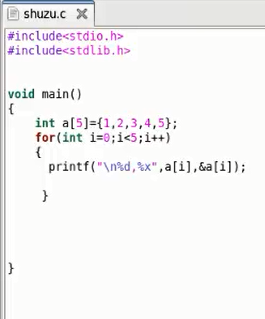 shuzu.c
#include<stdio.h>
#include<stdlib.h>
void main()
{
int a[5]={1,2,3,4,5};
for(int i=0;i<5;i++)
{
printf("\n%d,%x",a[i],&a[i]);
}
}